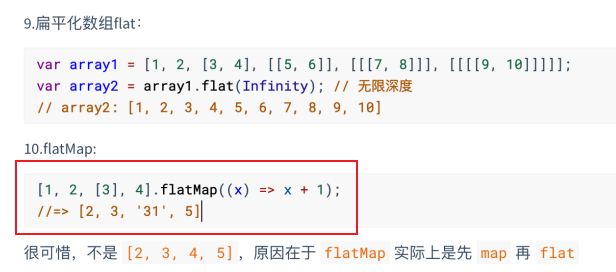 9.扁平化数组flat：
var array1 = [1, 2, [3, 4], [[5, 6]], [[[7, 8]]], [[[[9, 10]]]]];
var array2 = array1.flat(Infinity); // 无限深度
// array2: [1, 2, 3, 4, 5, 6, 7, 8, 9, 10]
10.flatMap:
[1, 2, [3], 4].flatMap((x) => x + 1);
//=> [2, 3, '31', 5]
很可惜，不是 [2, 3, 4, 5]，原因在于 flatMap 实际上是先 map 再 flat